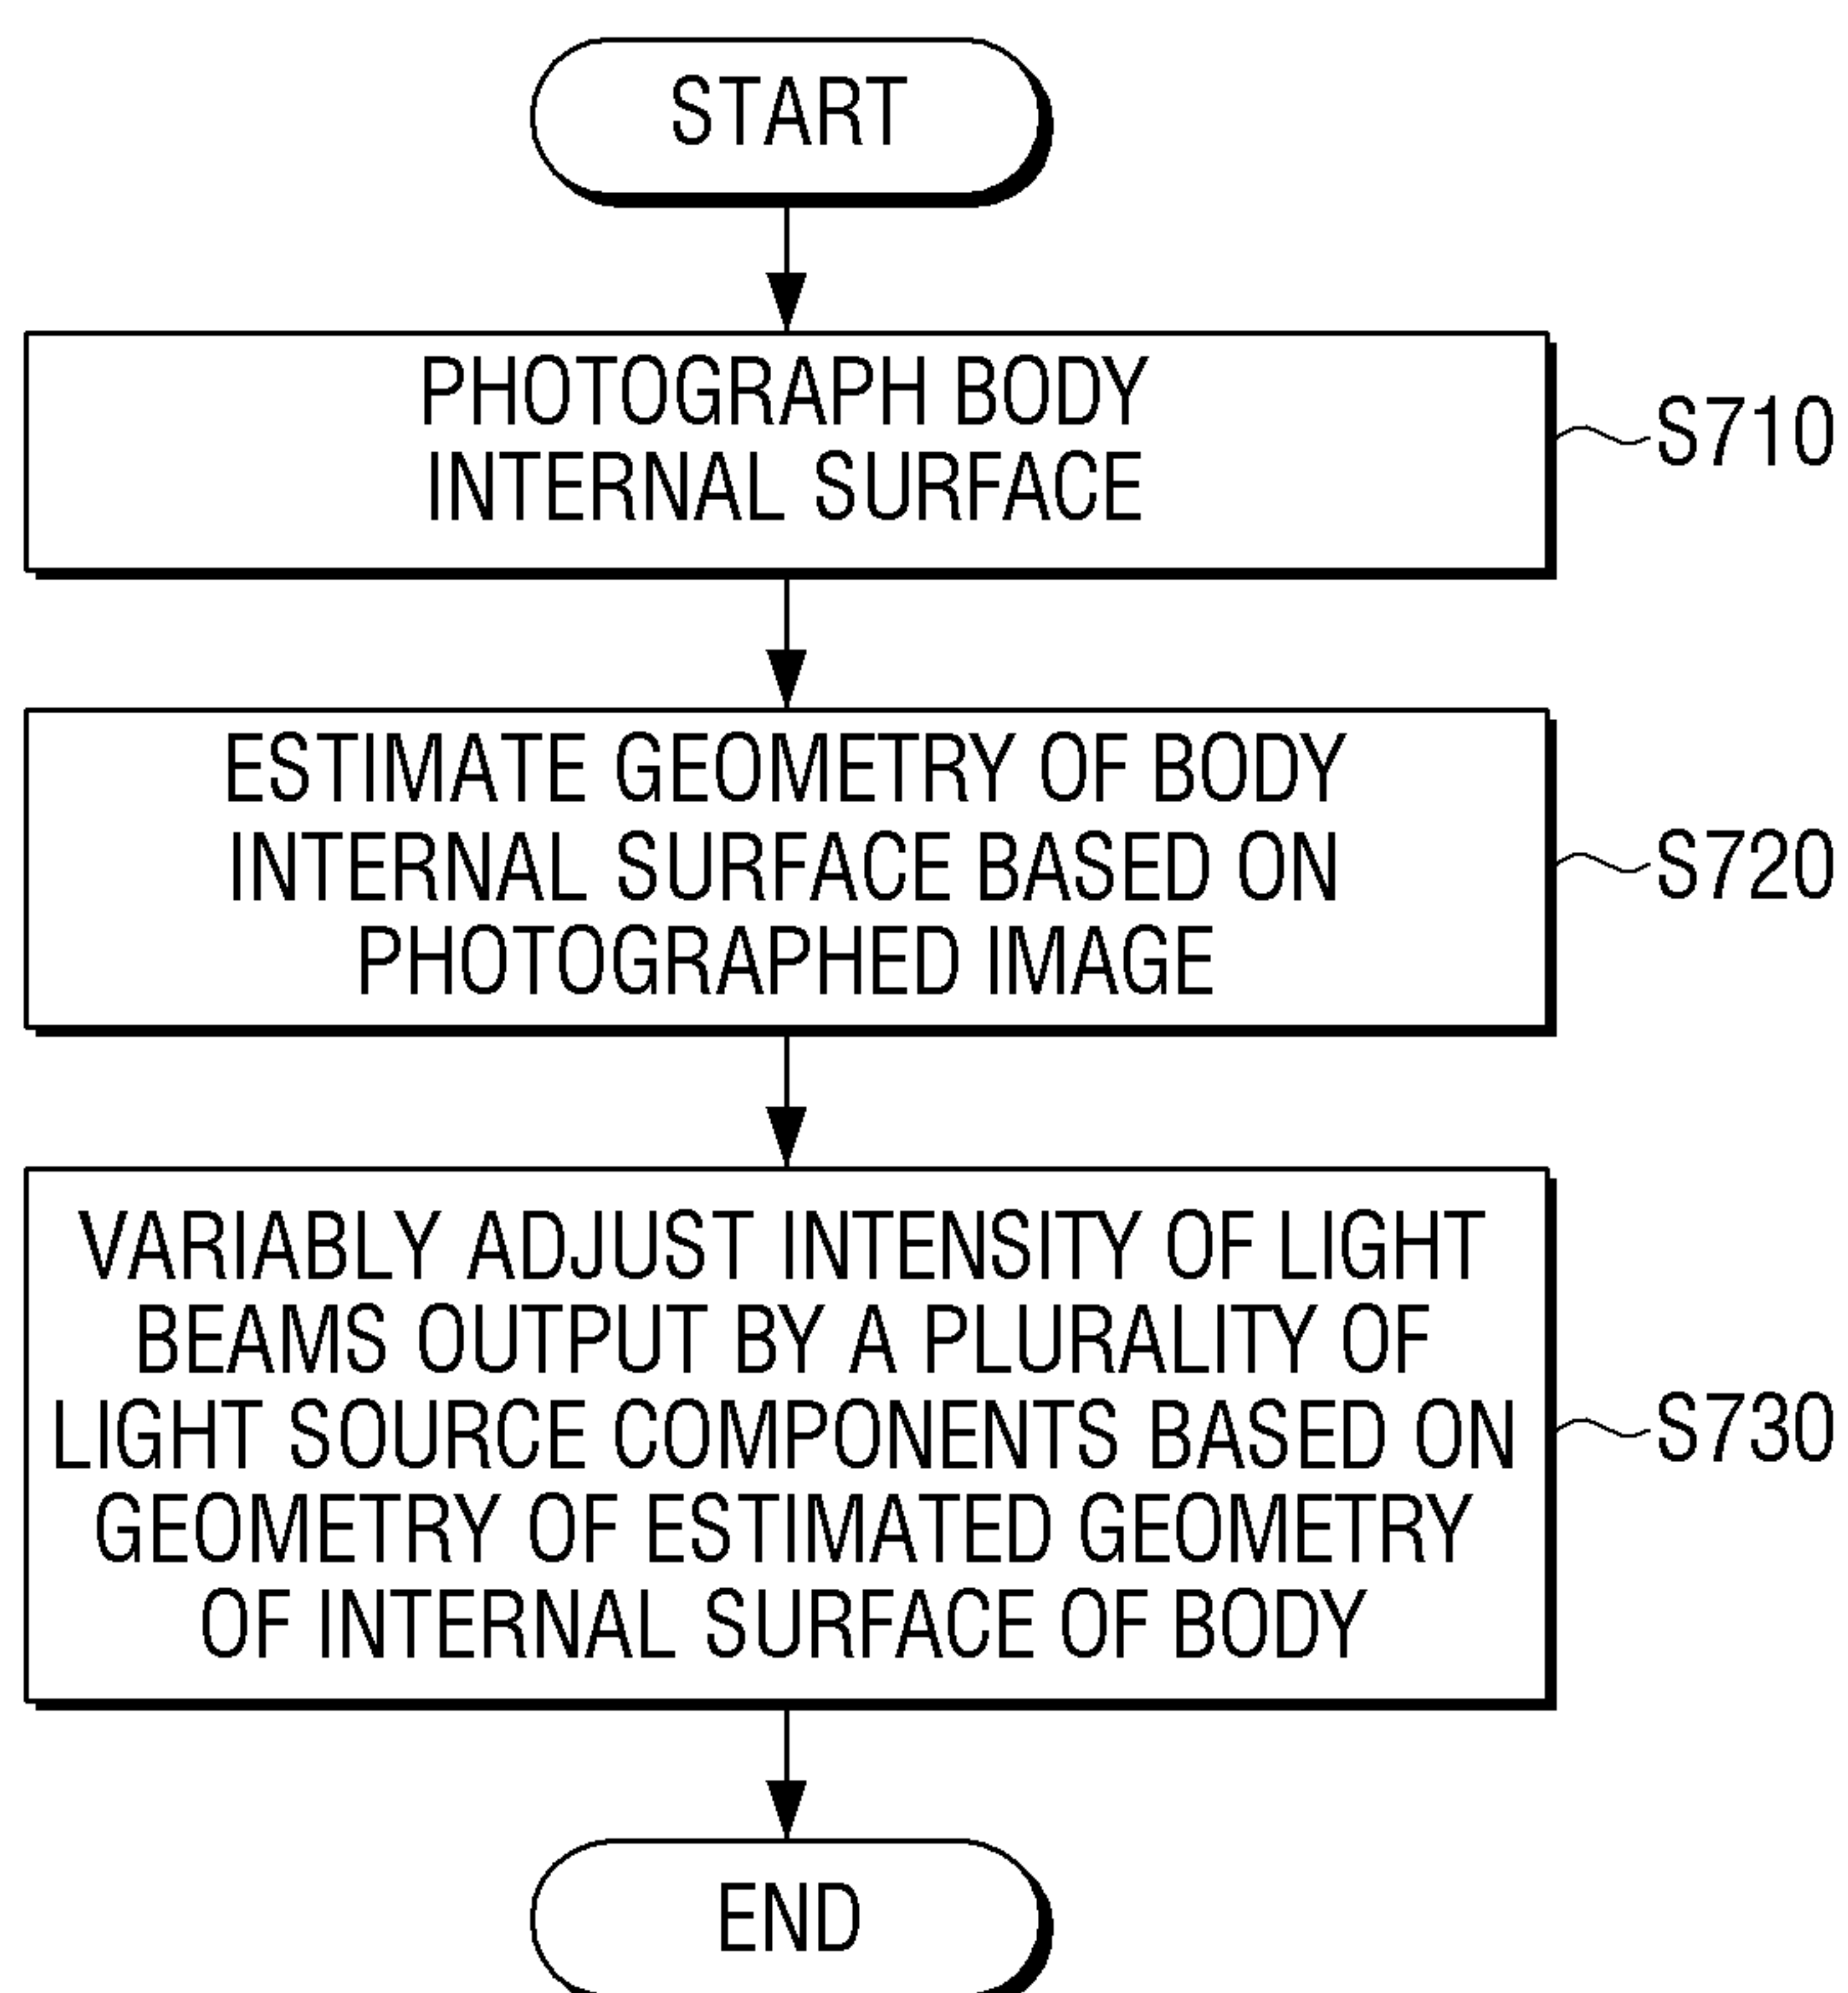 START
PHOTOGRAPH BODY
INTERNAL SURFACE
S710
ESTIMATE GEOMETRY OF BODY
INTERNAL SURFACE BASED ON
PHOTOGRAPHED IMAGE
S720
VARIABLY ADJUST INTENSITY OF LIGHT
BEAMS OUTPUT BY A PLURALITY OF
LIGHT SOURCE COMPONENTS BASED ON
GEOMETRY OF ESTIMATED GEOMETRY
OF INTERNAL SURFACE OF BODY
S730
END